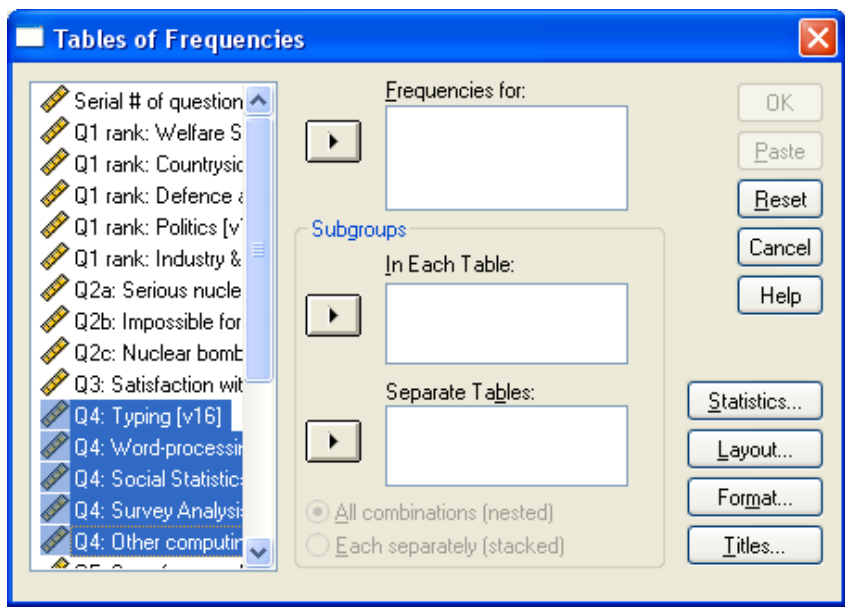 Tables of Frequencies
Serial # of question
Q1 rank: Welfare S
Q1 rank: Countrysid
Q1 rank: Defence a
Q1 rank: Politics [v
Q1 rank: Industry &
Q2a: Serious nucle
Q2b: Impossible for
Q2c: Nuclear bomb
Q3: Satisfaction wit
Q4: Typing [v16]
Q4: Word-processin
Q4: Social Statistics
Q4: Survey Analysis
Q4: Other computin
Frequencies for:
Subgroups
In Each Table:
Separate Tables:
All combinations (nested)
Each separately (stacked)
OK
Paste
Reset
Cancel
Help
Statistics...
Layout...
Format...
Titles...